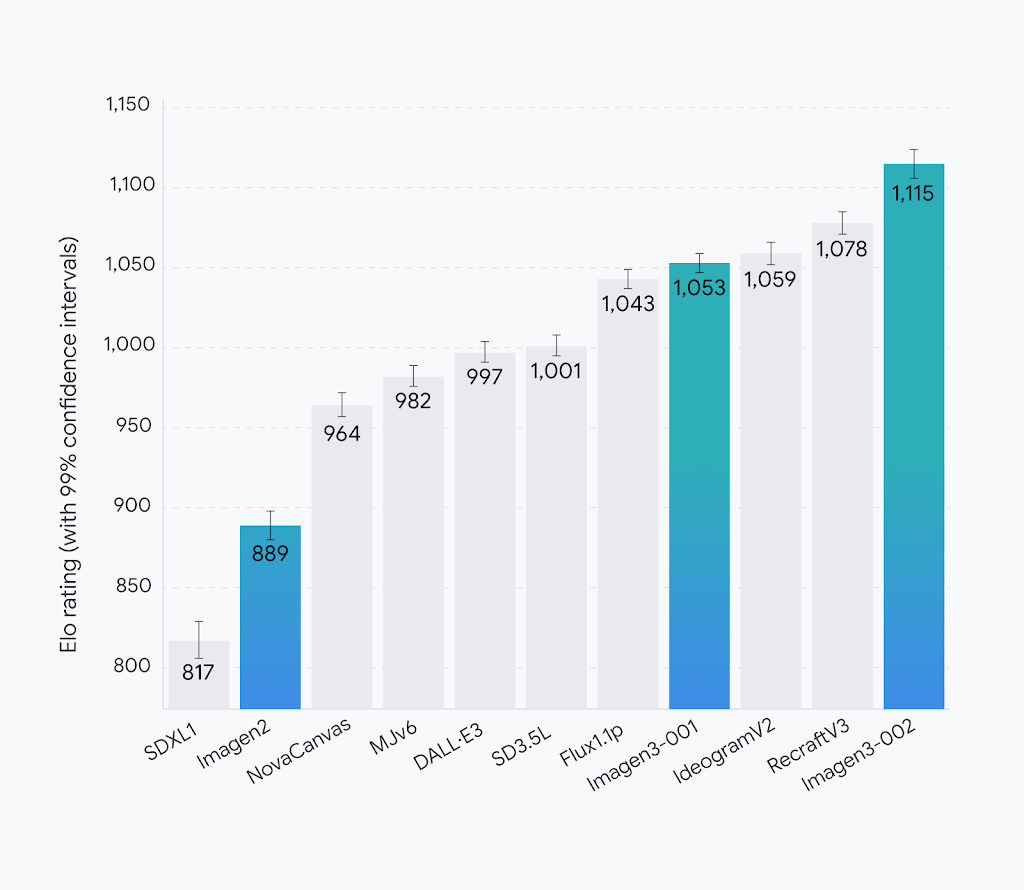 1,150
1,100
1,050
1,000
950
900
850
800
Elo rating (with 99% confidence intervals)
817
889
964
982
997
1,001
1,043
1,053
1,059
1,078
1,115
SDXL1
Imagen2
NovaCanvas
MJv6
DALL·E3
SD3.5L
Flux1.1p
Imagen3-001
IdeogramV2
RecraftV3
Imagen3-002